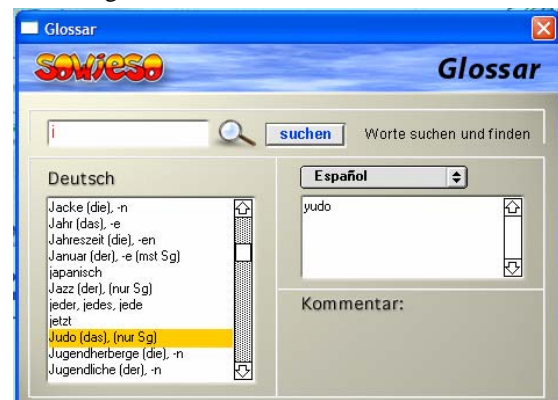 Glossar
sowieso
Glossar
i
suchen
Worte suchen und finden
Deutsch
Jacke (die), -n
Jahr (das), -e
Jahreszeit (die), -en
Januar (der), -e (mst Sg)
japanisch
Jazz (der), (nur Sg)
jeder, jedes, jede
jetzt
Judo (das), (nur Sg)
Jugendherberge (die), -n
Jugendliche (der), -n
Español
yudo
Kommentar: